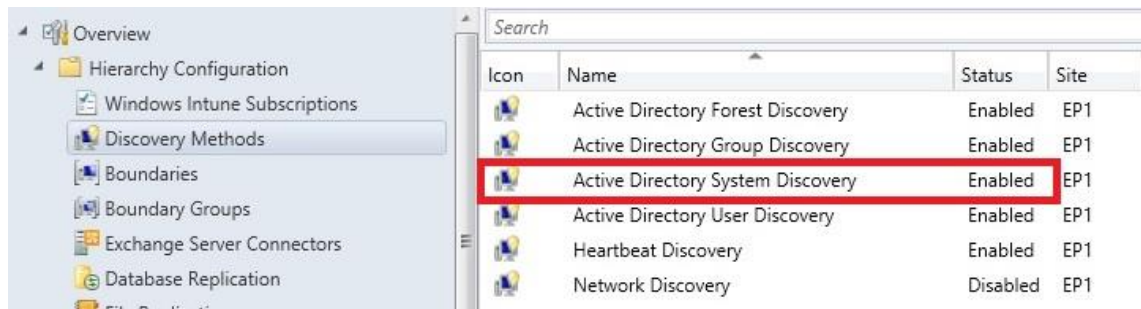 Overview
Hierarchy Configuration
Windows Intune Subscriptions
Discovery Methods
Boundaries
Boundary Groups
Exchange Server Connectors
Database Replication
Search
Icon Name Status Site
Active Directory Forest Discovery Enabled EP1
Active Directory Group Discovery Enabled EP1
Active Directory System Discovery Enabled EP1
Active Directory User Discovery Enabled EP1
Heartbeat Discovery Enabled EP1
Network Discovery Disabled EP1